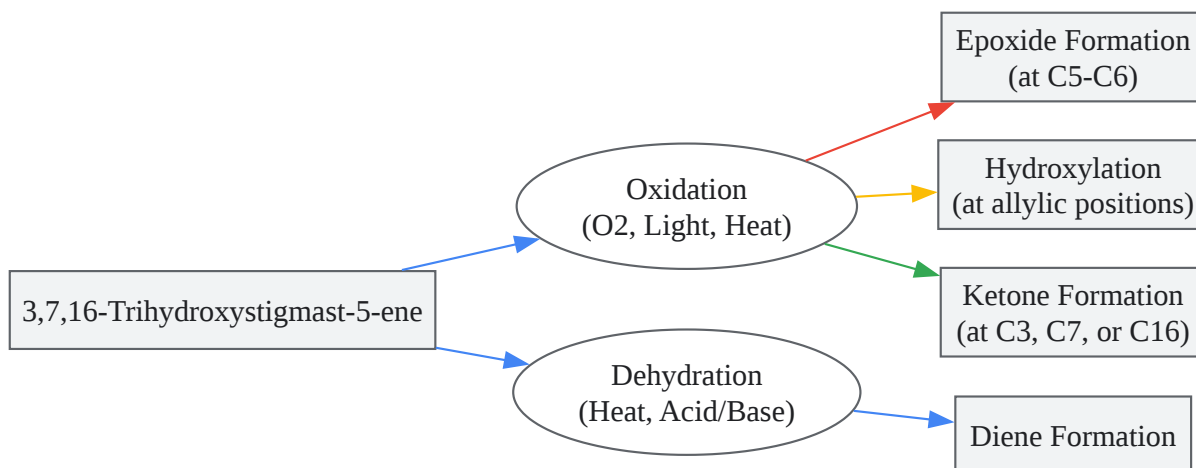 3,7,16-Trihydroxystigmast-5-ene
Oxidation
(O2, Light, Heat)
Dehydration
(Heat, Acid/Base)
Epoxide Formation
(at C5-C6)
Hydroxylation
(at allylic positions)
Ketone Formation
(at C3, C7, or C16)
Diene Formation